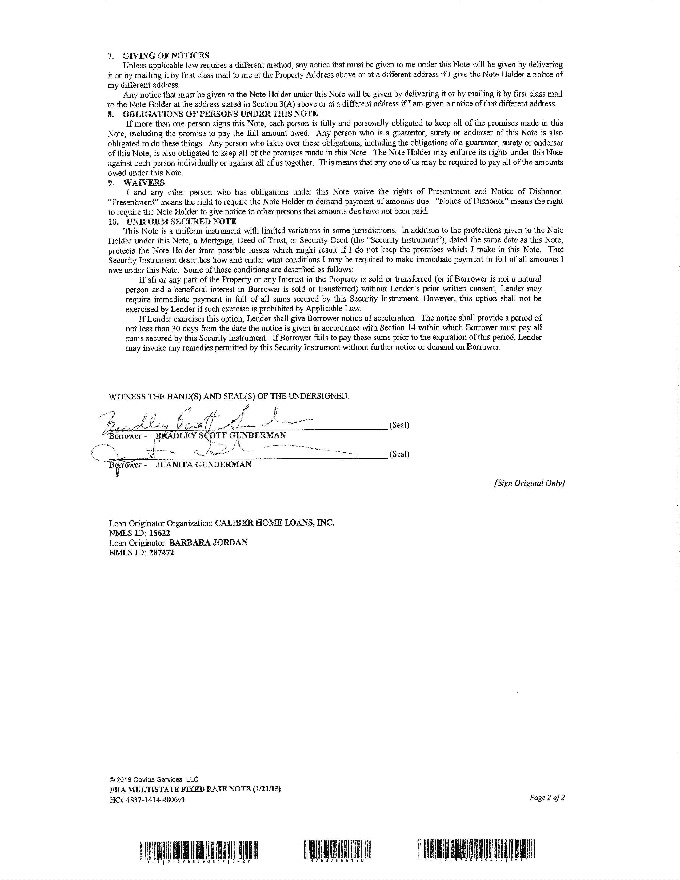 7. GIVING OF NOTICES
Unless applicable law requires a different method, any notice that must be given to me under this Note will be given by delivering
it or by mailing it by first class mail to me at the Property Address above or at a different address if I give the Note Holder a notice of
my different address.
Any notice that must be given to the Note Holder under this Note will be given by delivering it or by mailing it by first class mail
to the Note Holder at the address stated in Section 3(A) above or at a different address if I am given a notice of that different address.
8. OBLIGATIONS OF PERSONS UNDER THIS NOTE
If more than one person signs this Note, each person is fully and personally obligated to keep all of the promises made in this
Note, including the promise to pay the full amount owed. Any person who is a guarantor, surety or endorser of this Note is also
obligated to do these things. Any person who takes over these obligations, including the obligations of a guarantor, surety or endorser
of this Note, is also obligated to keep all of the promises made in this Note. The Note Holder may enforce its rights under this Note
against each person individually or against all of us together. This means that any one of us may be required to pay all of the amounts
owed under this Note.
9. WAIVERS
I and any other person who has obligations under this Note waive the rights of Presentment and Notice of Dishonor.
"Presentment" means the right to require the Note Holder to demand payment of amounts due. "Notice of Dishonor" means the right
to require the Note Holder to give notice to other persons that amounts due have not been paid.
10. UNIFORM SECURED NOTE
This Note is a uniform instrument with limited variations in some jurisdictions. In addition to the protections given to the Note
Holder under this Note, a Mortgage, Deed of Trust, or Security Deed (the "Security Instrument"), dated the same date as this Note,
protects the Note Holder from possible losses which might result if I do not keep the promises which I make in this Note. That
Security Instrument describes how and under what conditions I may be required to make immediate payment in full of all amounts I
owe under this Note. Some of those conditions are described as follows:
If all or any part of the Property or any Interest in the Property is sold or transferred (or if Borrower is not a natural
person and a beneficial interest in Borrower is sold or transferred) without Lender's prior written consent, Lender may
require immediate payment in full of all sums secured by this Security Instrument. However, this option shall not be
exercised by Lender if such exercise is prohibited by Applicable Law.
If Lender exercises this option, Lender shall give Borrower notice of acceleration. The notice shall provide a period of
not less than 30 days from the date the notice is given in accordance with Section 14 within which Borrower must pay all
sums secured by this Security Instrument. If Borrower fails to pay these sums prior to the expiration of this period, Lender
may invoke any remedies permitted by this Security Instrument without further notice or demand on Borrower.
WITNESS THE HAND(S) AND SEAL(S) OF THE UNDERSIGNED.
Bradley Scott
(Seal)
Borrower - BRADLEY SCOTT GUNDERMAN
(Seal)
Borrower - JUANITA GUNDERMAN
[Sign Original Only]
Loan Originator Organization: CALIBER HOME LOANS, INC.
NMLS ID: 15622
Loan Originator: BARBARA JORDAN
NMLS ID: 287872
© 2018 Covius Services, LLC
FHA MULTISTATE FIXED RATE NOTE (1/21/15)
Page 2 of 2